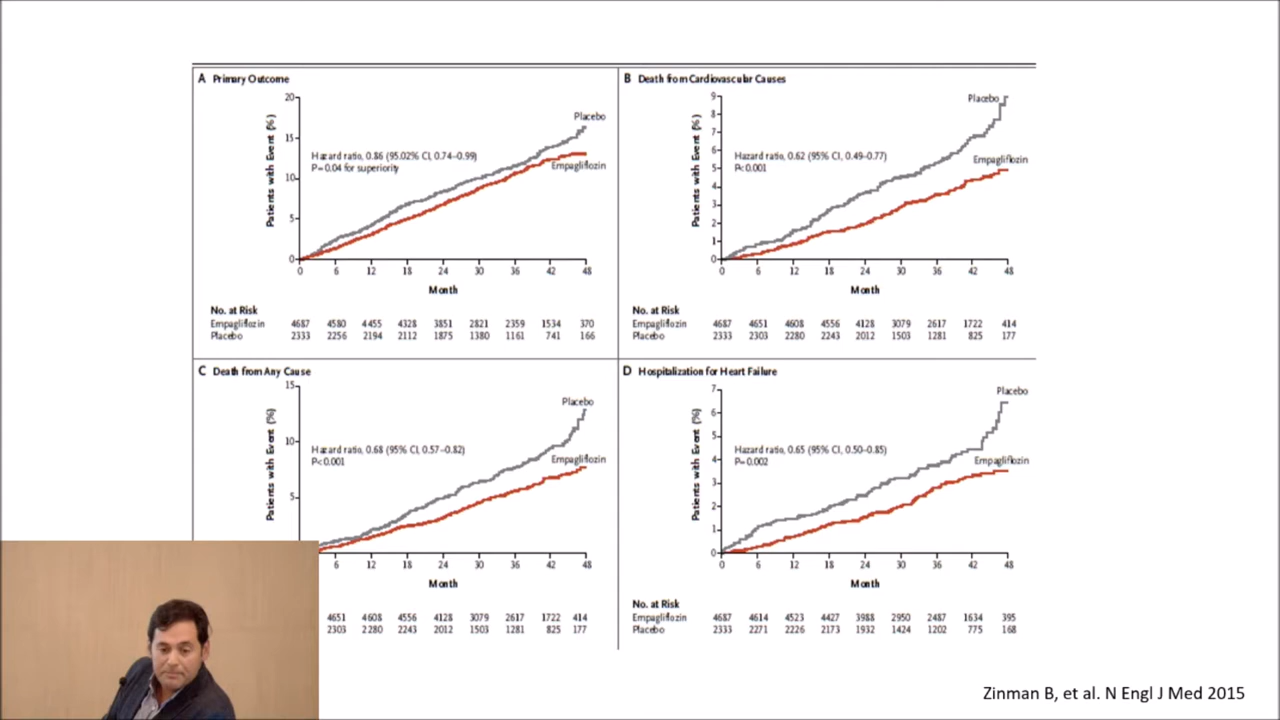 A Primary Outcome
20
15
10
5
0
Patients with Event (%)
Placebo
Hazard ratio, 0.86 (95.02% CI, 0.74–0.99)
P=0.04 for superiority
Empagliflozin
0 6 12 18 24 30 36 42 48
Month
No. at Risk
Empagliflozin 4687 4580 4455 4328 3851 2821 2359 1534 370
Placebo 2333 2256 2194 2112 1875 1380 1161 741 166
B Death from Cardiovascular Causes
9
8
7
6
5
4
3
2
1
0
Patients with Event (%)
Placebo
Hazard ratio, 0.62 (95% CI, 0.49–0.77)
P<0.001
Empagliflozin
0 6 12 18 24 30 36 42 48
Month
No. at Risk
Empagliflozin 4687 4651 4608 4556 4128 3079 2617 1722 414
Placebo 2333 2303 2280 2243 2012 1503 1281 825 177
C Death from Any Cause
15
10
5
Patients with Event (%)
Placebo
Hazard ratio, 0.68 (95% CI, 0.57–0.82)
P<0.001
Empagliflozin
6 12 18 24 30 36 42 48
Month
4651 4608 4556 4128 3079 2617 1722 414
2303 2280 2243 2012 1503 1281 825 177
D Hospitalization for Heart Failure
7
6
5
4
3
2
1
0
Patients with Event (%)
Placebo
Hazard ratio, 0.65 (95% CI, 0.50–0.85)
P=0.002
Empagliflozin
0 6 12 18 24 30 36 42 48
Month
No. at Risk
Empagliflozin 4687 4614 4523 4427 3988 2950 2487 1634 395
Placebo 2333 2271 2226 2173 1932 1424 1202 775 168
Zinman B, et al. N Engl J Med 2015